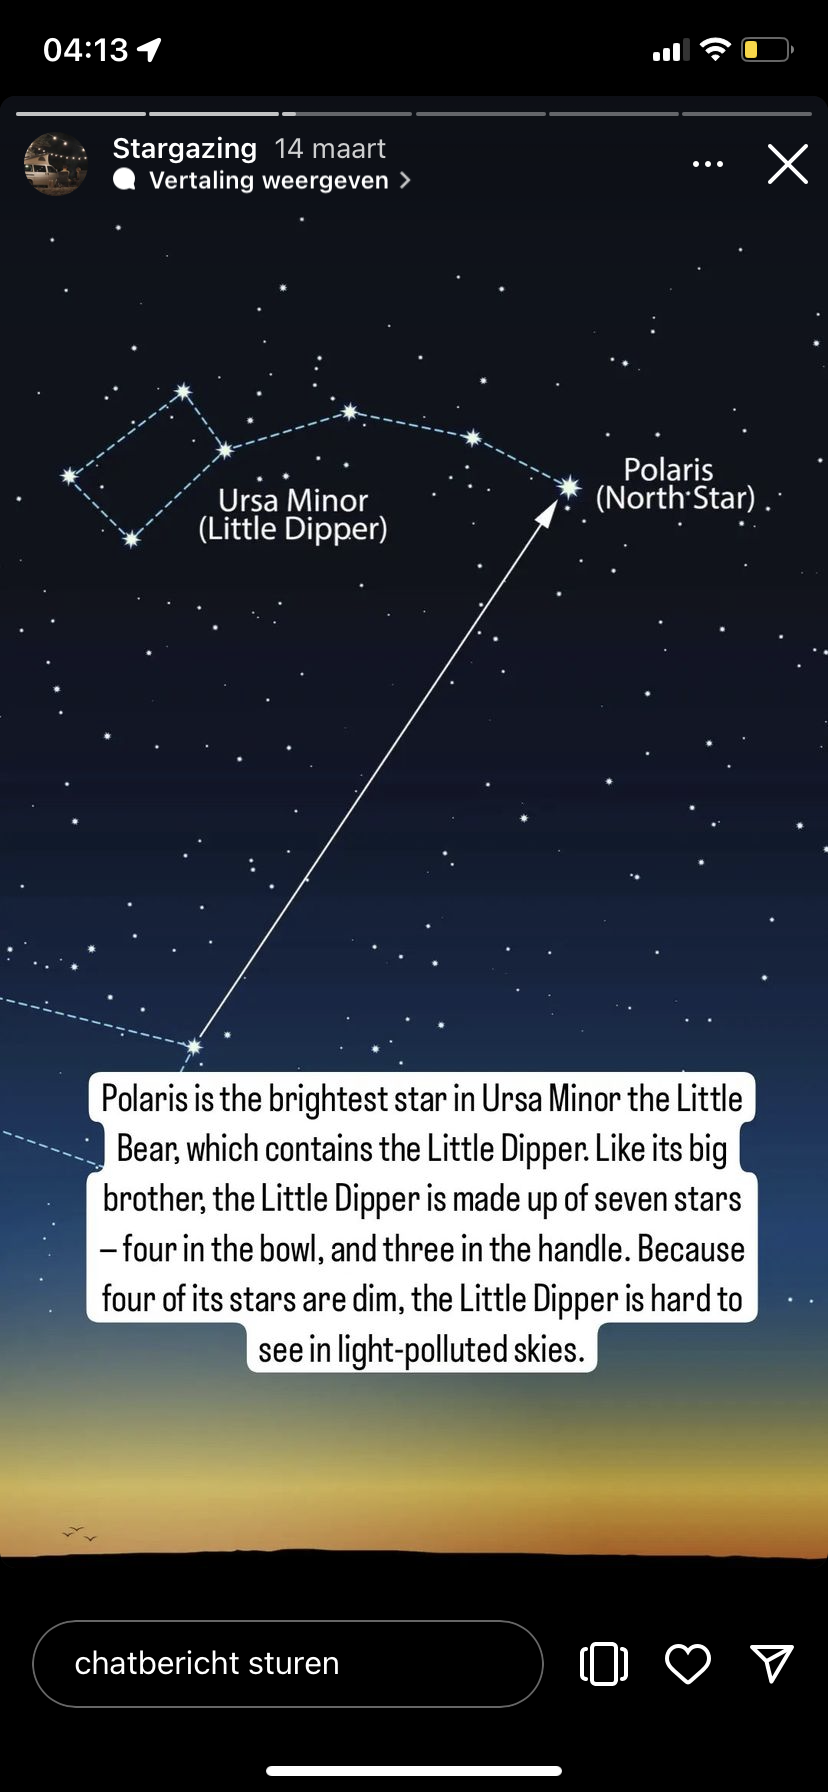 04:13
Stargazing 14 maart
Vertaling weergeven
Ursa Minor
(Little Dipper)
Polaris
(North Star)
Polaris is the brightest star in Ursa Minor the Little
Bear, which contains the Little Dipper. Like its big
brother, the Little Dipper is made up of seven stars
– four in the bowl, and three in the handle. Because
four of its stars are dim, the Little Dipper is hard to
see in light-polluted skies.
chatbericht sturen